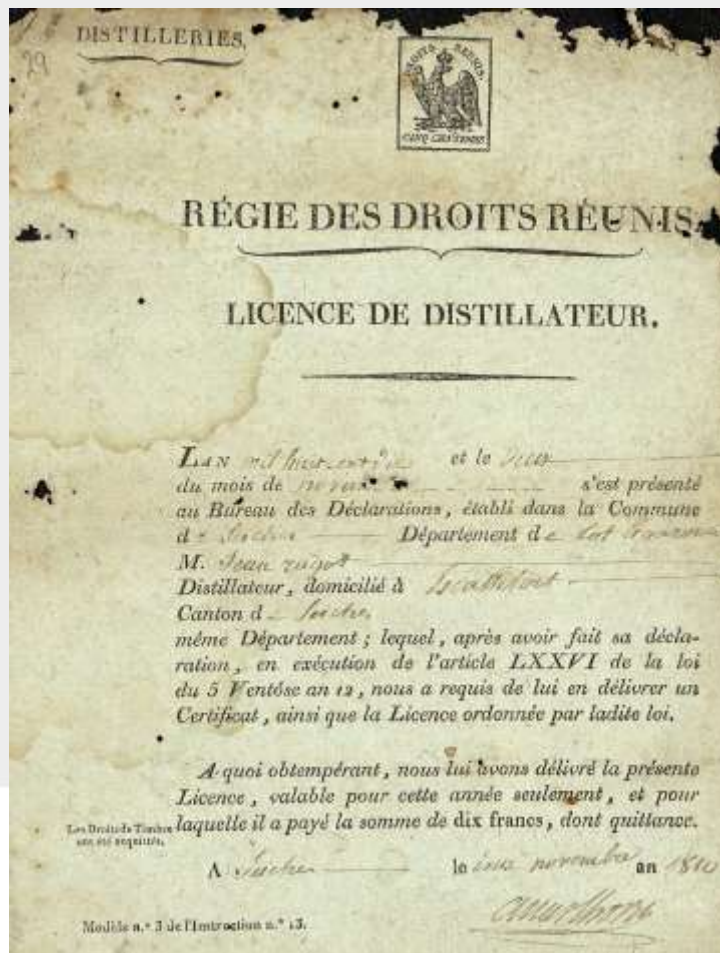 DISTILLERIES.
29
DROITS RÉUNIS.
CINQ CENTIMES
RÉGIE DES DROITS RÉUNIS.
LICENCE DE DISTILLATEUR.
LAN mil huit cent dix et le
du mois de s'est présenté
au Bureau des Déclarations, établi dans la Commune
d Département de Lot
M. Jean
Distillateur, domicilié à
Canton d
même Département; lequel, après avoir fait sa décla-
ration, en exécution de l'article LXXVI de la loi
du 5 Ventôse an 12, nous a requis de lui en délivrer un
Certificat, ainsi que la Licence ordonnée par ladite loi.
A quoi obtempérant, nous lui avons délivré la présente
Licence, valable pour cette année seulement, et pour
Les Droits de Timbre laquelle il a payé la somme de dix francs, dont quittance.
ont été acquittés.
A le novembre an 1810
Modèle n.° 3 de l'Instruction n.° 13.